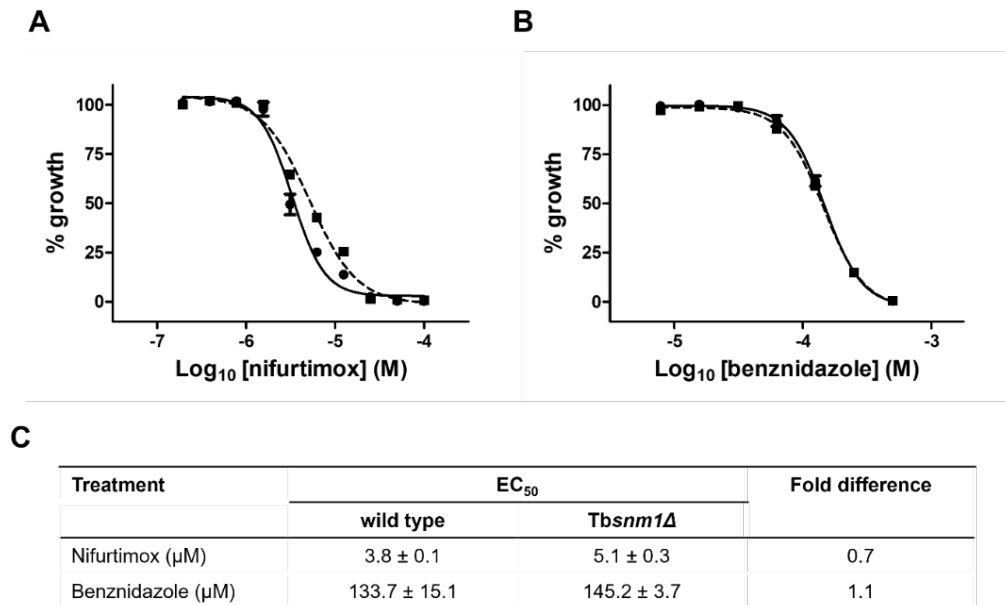 A
B
100
75
50
25
0
% growth
-7 -6 -5 -4
Log10 [nifurtimox] (M)
100
75
50
25
0
% growth
-5 -4 -3
Log10 [benznidazole] (M)
C
Treatment EC50 Fold difference
wild type Tbsnm1Δ
Nifurtimox (μM) 3.8 ± 0.1 5.1 ± 0.3 0.7
Benznidazole (μM) 133.7 ± 15.1 145.2 ± 3.7 1.1